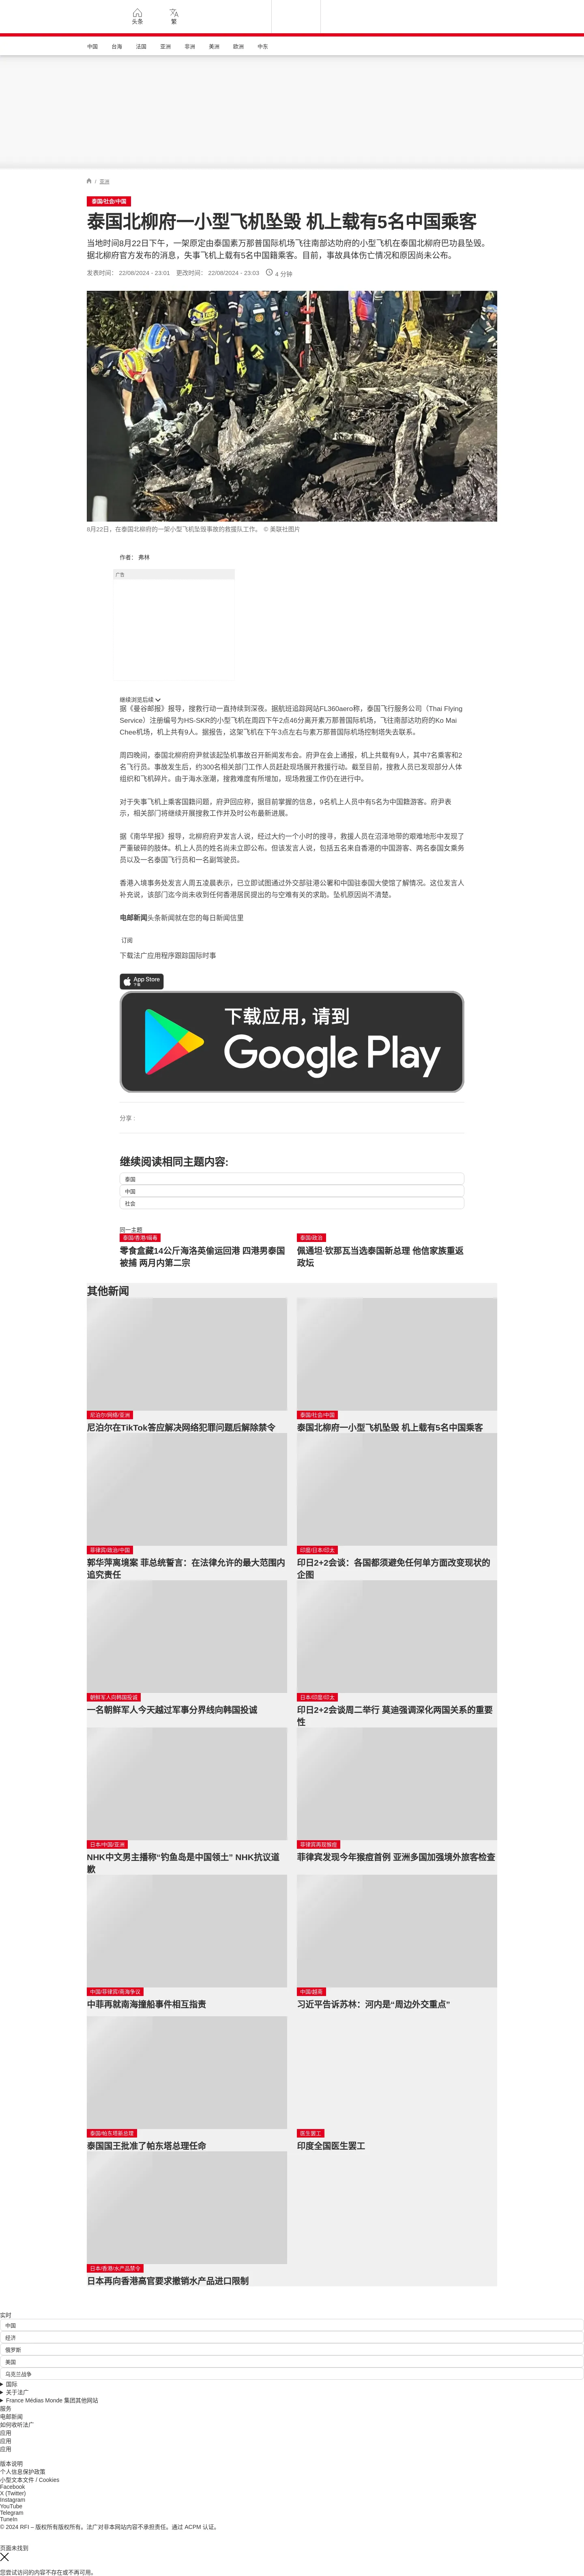 头条
繁
中国
台海
法国
亚洲
非洲
美洲
欧洲
中东
/ 亚洲
泰国/社会/中国
泰国北柳府一小型飞机坠毁 机上载有5名中国乘客
当地时间8月22日下午，一架原定由泰国素万那普国际机场飞往南部达叻府的小型飞机在泰国北柳府巴功县坠毁。
据北柳府官方发布的消息，失事飞机上载有5名中国籍乘客。目前，事故具体伤亡情况和原因尚未公布。
发表时间： 22/08/2024 - 23:01 更改时间： 22/08/2024 - 23:03 4 分钟
8月22日，在泰国北柳府的一架小型飞机坠毁事故的救援队工作。 © 美联社图片
作者： 弗林
广告
继续浏览后续
据《曼谷邮报》报导，搜救行动一直持续到深夜。据航班追踪网站FL360aero称，泰国飞行服务公司（Thai Flying
Service）注册编号为HS-SKR的小型飞机在周四下午2点46分离开素万那普国际机场，飞往南部达叻府的Ko Mai
Chee机场，机上共有9人。据报告，这架飞机在下午3点左右与素万那普国际机场控制塔失去联系。
周四晚间，泰国北柳府府尹就该起坠机事故召开新闻发布会。府尹在会上通报，机上共载有9人，其中7名乘客和2
名飞行员。事故发生后，约300名相关部门工作人员赶赴现场展开救援行动。截至目前，搜救人员已发现部分人体
组织和飞机碎片。由于海水涨潮，搜救难度有所增加，现场救援工作仍在进行中。
对于失事飞机上乘客国籍问题，府尹回应称，据目前掌握的信息，9名机上人员中有5名为中国籍游客。府尹表
示，相关部门将继续开展搜救工作并及时公布最新进展。
据《南华早报》报导，北柳府府尹发言人说，经过大约一个小时的搜寻，救援人员在沼泽地带的艰难地形中发现了
严重破碎的肢体。机上人员的姓名尚未立即公布。但该发言人说，包括五名来自香港的中国游客、两名泰国女乘务
员以及一名泰国飞行员和一名副驾驶员。
香港入境事务处发言人周五凌晨表示，已立即试图通过外交部驻港公署和中国驻泰国大使馆了解情况。这位发言人
补充说，该部门迄今尚未收到任何香港居民提出的与空难有关的求助。坠机原因尚不清楚。
电邮新闻头条新闻就在您的每日新闻信里
订阅
下载法广应用程序跟踪国际时事
App Store
下载
下载应用，请到
Google Play
分享 :
继续阅读相同主题内容:
泰国
中国
社会
同一主题
泰国/香港/缉毒
零食盒藏14公斤海洛英偷运回港 四港男泰国
被捕 两月内第二宗
泰国/政治
佩通坦·钦那瓦当选泰国新总理 他信家族重返
政坛
其他新闻
尼泊尔/网络/亚洲
尼泊尔在TikTok答应解决网络犯罪问题后解除禁令
泰国/社会/中国
泰国北柳府一小型飞机坠毁 机上载有5名中国乘客
菲律宾/政治/中国
郭华萍离境案 菲总统誓言：在法律允许的最大范围内
追究责任
印度/日本/印太
印日2+2会谈：各国都须避免任何单方面改变现状的
企图
朝鲜军人向韩国投诚
一名朝鲜军人今天越过军事分界线向韩国投诚
日本/印度/印太
印日2+2会谈周二举行 莫迪强调深化两国关系的重要
性
日本/中国/亚洲
NHK中文男主播称“钓鱼岛是中国领土” NHK抗议道
歉
菲律宾再现猴痘
菲律宾发现今年猴痘首例 亚洲多国加强境外旅客检查
中国/菲律宾/南海争议
中菲再就南海撞船事件相互指责
中国/越南
习近平告诉苏林：河内是“周边外交重点”
泰国/帕东塔新总理
泰国国王批准了帕东塔总理任命
医生罢工
印度全国医生罢工
日本/香港/水产品禁令
日本再向香港高官要求撤销水产品进口限制
实时
中国
经济
俄罗斯
美国
乌克兰战争
国际
关于法广
France Médias Monde 集团其他网站
服务
电邮新闻
如何收听法广
应用
应用
应用
版本说明
个人信息保护政策
小型文本文件 / Cookies
Facebook
X (Twitter)
Instagram
YouTube
Telegram
TuneIn
© 2024 RFI – 版权所有版权所有。法广对非本网站内容不承担责任。通过 ACPM 认证。
页面未找到
您尝试访问的内容不存在或不再可用。